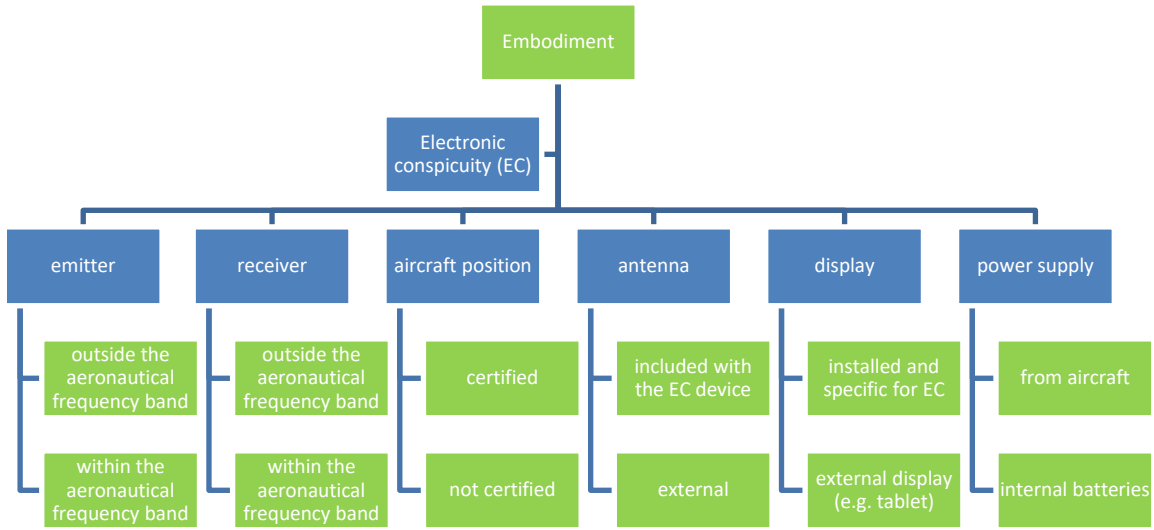 Embodiment
Electronic
conspicuity (EC)
emitter
receiver
aircraft position
antenna
display
power supply
outside the
aeronautical
frequency band
outside the
aeronautical
frequency band
certified
included with
the EC device
installed and
specific for EC
from aircraft
within the
aeronautical
frequency band
within the
aeronautical
frequency band
not certified
external
external display
(e.g. tablet)
internal batteries